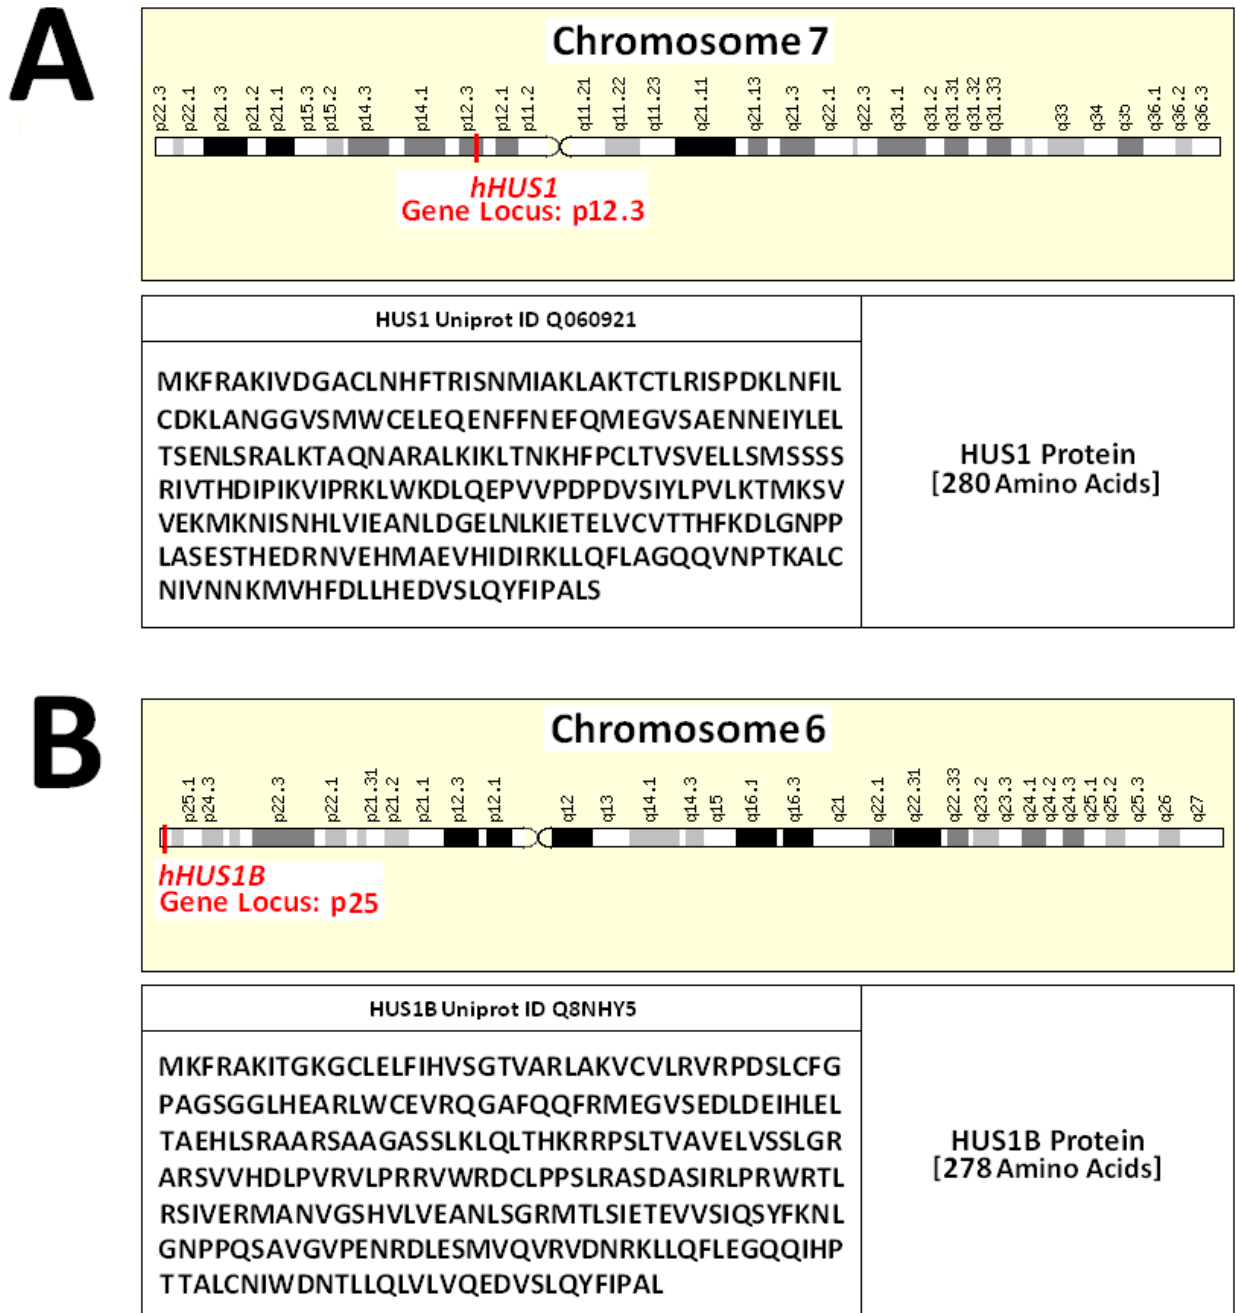 A
Chromosome 7
p22.3 p22.1 p21.3 p21.2 p21.1 p15.3 p15.2 p14.3 p14.1 p12.3 p12.1 p11.2 q11.21 q11.22 q11.23 q21.11 q21.13 q21.3 q22.1 q22.3 q31.1 q31.2 q31.31 q31.32 q31.33 q33 q34 q35 q36.1 q36.2 q36.3
hHUS1
Gene Locus: p12.3
HUS1 Uniprot ID Q060921
MKFRAKIVDGACLNHFTRISNMIAKLAKTCTLRISPDKLNFIL
CDKLANGGVSMWCELEQENFFNEFQMEGVSAENNEIYLEL
TSENLSRALKTAQNARALKIKLTNKHFPCLTVSVELLSMSSSS
RIVTHDIPIKVIPRKLWKDLQEPVVPDPDVSIYLPVLKTMKSV
VEKMKNISNHLVIEANLDGELNLKIETELVCVTTHFKDLGNPP
LASESTHEDRNVEHMAEVHIDIRKLLQFLAGQQVNPTKALC
NIVNNKMVHFDLLHEDVSLQYFIPALS
HUS1 Protein
[280 Amino Acids]
B
Chromosome 6
p25.1 p24.3 p22.3 p22.1 p21.31 p21.2 p21.1 p12.3 p12.1 q12 q13 q14.1 q14.3 q15 q16.1 q16.3 q21 q22.1 q22.31 q22.33 q23.2 q23.3 q24.1 q24.2 q24.3 q25.1 q25.2 q25.3 q26 q27
hHUS1B
Gene Locus: p25
HUS1B Uniprot ID Q8NHY5
MKFRAKITGKGCLELFIHVSGTVARLAKVCVLRVRPDSLCFG
PAGSGGLHEARLWCEVRQGAFQQFRMEGVSEDLDEIHLEL
TAEHLSRAARSAAGASSLKLQLTHKRRPSLTVAVELVSSLGR
ARSVVHDLPVRVLPRRVWRDCLPPSLRASDASIRLPRWRTL
RSIVERMANVGSHVLVEANLSGRMTLSIETEVVSIQSYFKNL
GNPPQSAVGVPENRDLESMVQVRVDNRKLLQFLEGQQIHP
TTALCNIWDNTLLQLVLVQEDVSLQYFIPAL
HUS1B Protein
[278 Amino Acids]